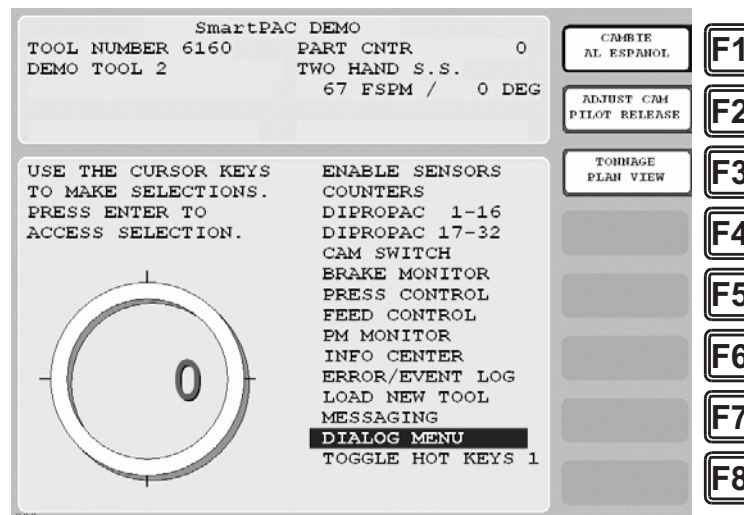 SmartPAC DEMO
TOOL NUMBER 6160 PART CNTR 0
DEMO TOOL 2 TWO HAND S.S.
67 FSPM / 0 DEG
USE THE CURSOR KEYS
TO MAKE SELECTIONS.
PRESS ENTER TO
ACCESS SELECTION.
0
ENABLE SENSORS
COUNTERS
DIPROPAC 1-16
DIPROPAC 17-32
CAM SWITCH
BRAKE MONITOR
PRESS CONTROL
FEED CONTROL
PM MONITOR
INFO CENTER
ERROR/EVENT LOG
LOAD NEW TOOL
MESSAGING
DIALOG MENU
TOGGLE HOT KEYS 1
CAMBIE
AL ESPANOL
F1
ADJUST CAM
PILOT RELEASE
F2
TONNAGE
PLAN VIEW
F3
F4
F5
F6
F7
F8